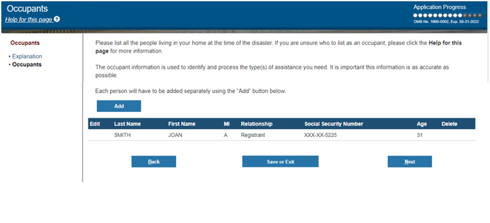 Occupants
Help for this page ?
Application Progress
OMB No. 1660-0002, Exp. 08-31-2022
Occupants
• Explanation
• Occupants
Please list all the people living in your home at the time of the disaster. If you are unsure who to list as an occupant, please click the Help for this
page for more information.
The occupant information is used to identify and process the type(s) of assistance you need. It is important this information is as accurate as
possible.
Each person will have to be added separately using the "Add" button below.
Add
Edit Last Name First Name MI Relationship Social Security Number Age Delete
SMITH JOAN A Registrant XXX-XX-5225 31
Back Save or Exit Next